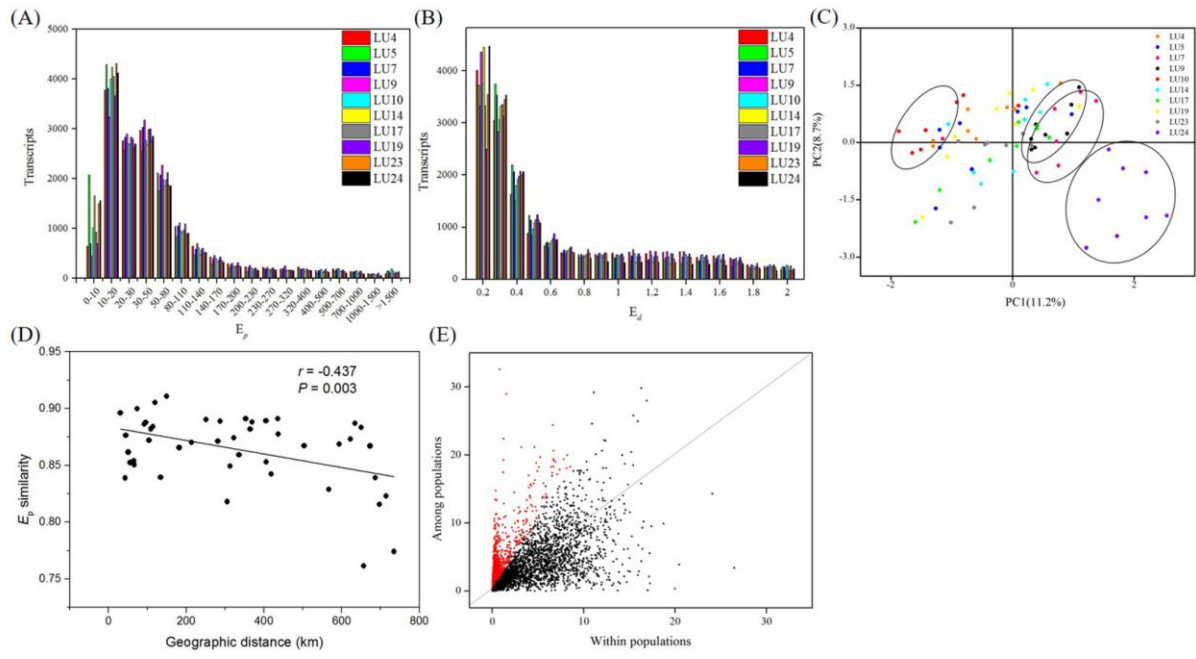 (A)
5000
4000
3000
2000
1000
0
Transcripts
LU4
LU5
LU7
LU9
LU10
LU14
LU17
LU19
LU23
LU24
0-10
10-20
20-30
30-50
50-80
80-110
110-140
140-170
170-200
200-230
230-270
270-320
320-400
400-500
500-700
700-1000
1000-1500
>1500
Ep
(B)
4000
3000
2000
1000
0
Transcripts
LU4
LU5
LU7
LU9
LU10
LU14
LU17
LU19
LU23
LU24
0.2
0.4
0.6
0.8
1
1.2
1.4
1.6
1.8
2
Ed
(C)
3.0
1.5
0.0
-1.5
-3.0
PC2(8.7%)
LU4
LU5
LU7
LU9
LU10
LU14
LU17
LU19
LU23
LU24
-2
0
2
PC1(11.2%)
(D)
0.95
0.90
0.85
0.80
0.75
Ep similarity
r = -0.437
P = 0.003
0
200
400
600
800
Geographic distance (km)
(E)
30
20
10
0
Among populations
0
10
20
30
Within populations